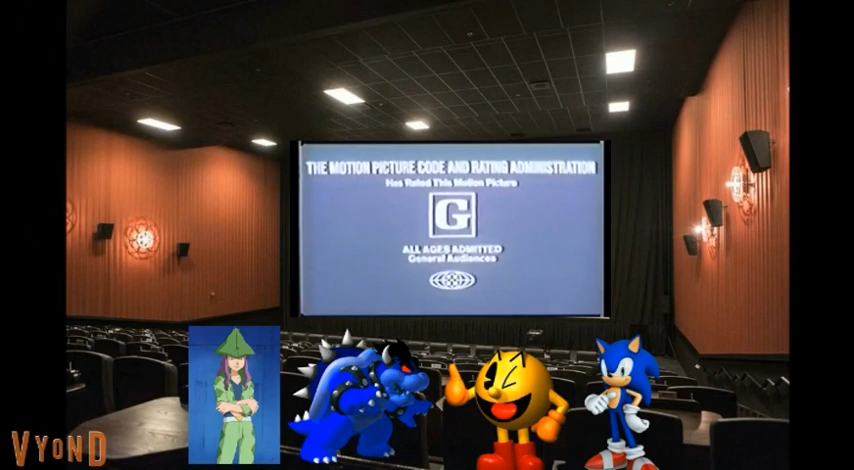 THE MOTION PICTURE CODE AND RATING ADMINISTRATION
Has Rated This Motion Picture
G
ALL AGES ADMITTED
General Audiences
VYOND